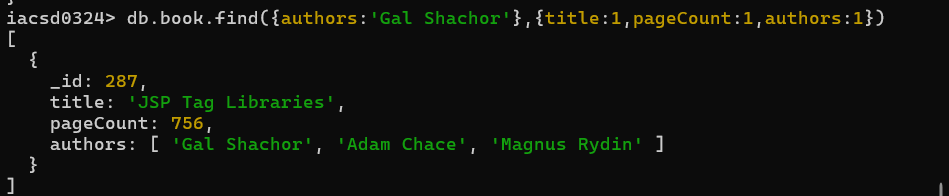 iacsd0324> db.book.find({authors:'Gal Shachor'},{title:1,pageCount:1,authors:1})
[
  {
    _id: 287,
    title: 'JSP Tag Libraries',
    pageCount: 756,
    authors: [ 'Gal Shachor', 'Adam Chace', 'Magnus Rydin' ]
  }
]